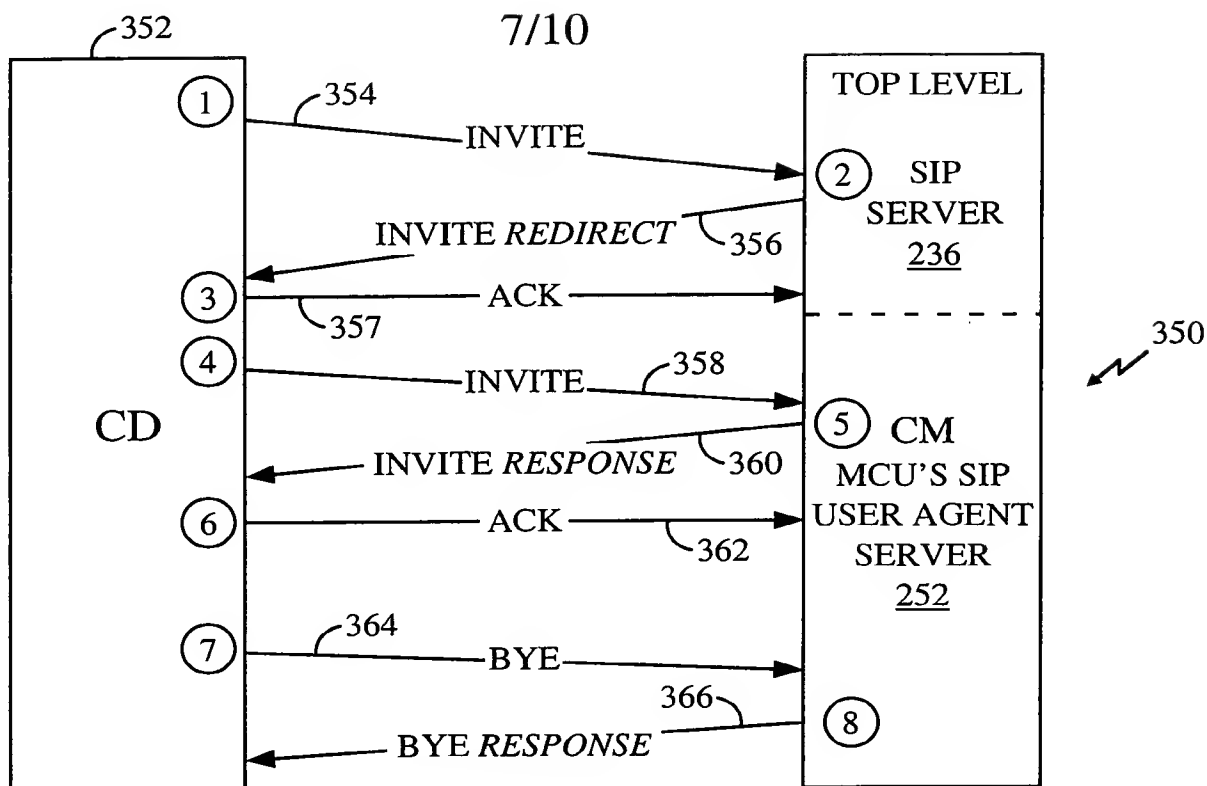 7/10
352
TOP LEVEL
1
354
INVITE
2
SIP
SERVER
236
INVITE REDIRECT
356
3
ACK
357
350
4
358
INVITE
CD
5
CM
INVITE RESPONSE
360
MCU'S SIP
USER AGENT
SERVER
252
6
ACK
362
7
364
BYE
366
8
BYE RESPONSE